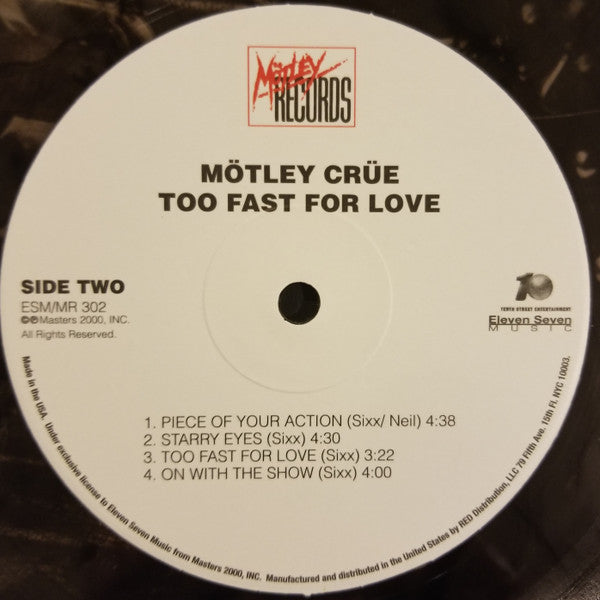 MÖTLEY
RECORDS
MÖTLEY CRÜE
TOO FAST FOR LOVE
SIDE TWO
ESM/MR 302
©℗Masters 2000, INC.
All Rights Reserved.
10
TENTH STREET ENTERTAINMENT
Eleven Seven
MUSIC
1. PIECE OF YOUR ACTION (Sixx/ Neil) 4:38
2. STARRY EYES (Sixx) 4:30
3. TOO FAST FOR LOVE (Sixx) 3:22
4. ON WITH THE SHOW (Sixx) 4:00
Made in the USA. Under exclusive license to Eleven Seven Music from Masters 2000, INC. Manufactured and distributed in the United States by RED Distribution, LLC 79 Fifth Ave. 15th Fl. NYC 10003.